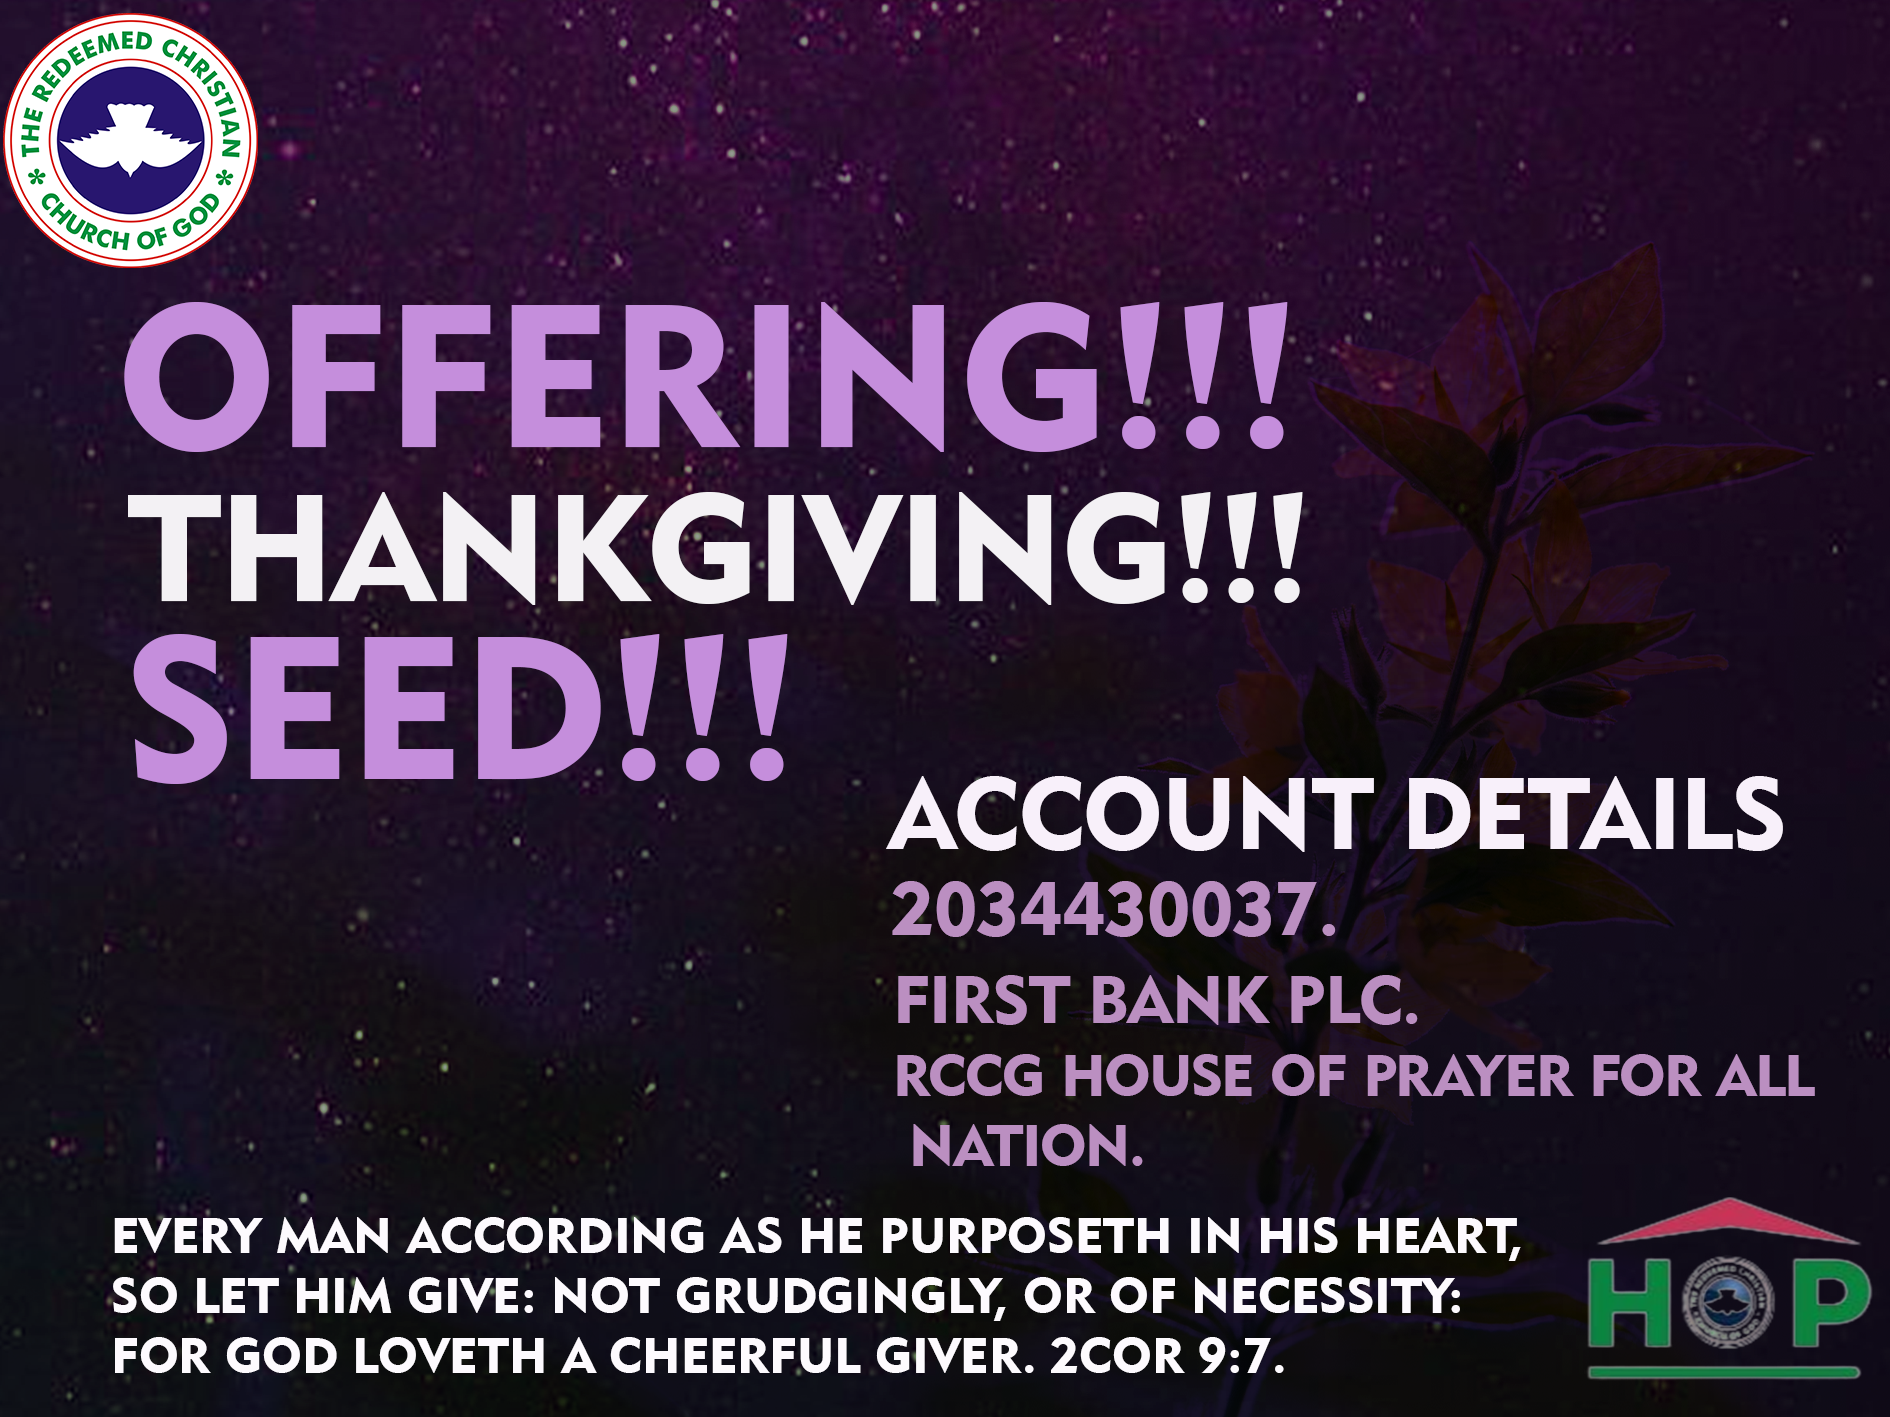 THE REDEEMED CHRISTIAN
CHURCH OF GOD
OFFERING!!!
THANKGIVING!!!
SEED!!!
ACCOUNT DETAILS
2034430037.
FIRST BANK PLC.
RCCG HOUSE OF PRAYER FOR ALL
NATION.
EVERY MAN ACCORDING AS HE PURPOSETH IN HIS HEART,
SO LET HIM GIVE: NOT GRUDGINGLY, OR OF NECESSITY:
FOR GOD LOVETH A CHEERFUL GIVER. 2COR 9:7.
HOP